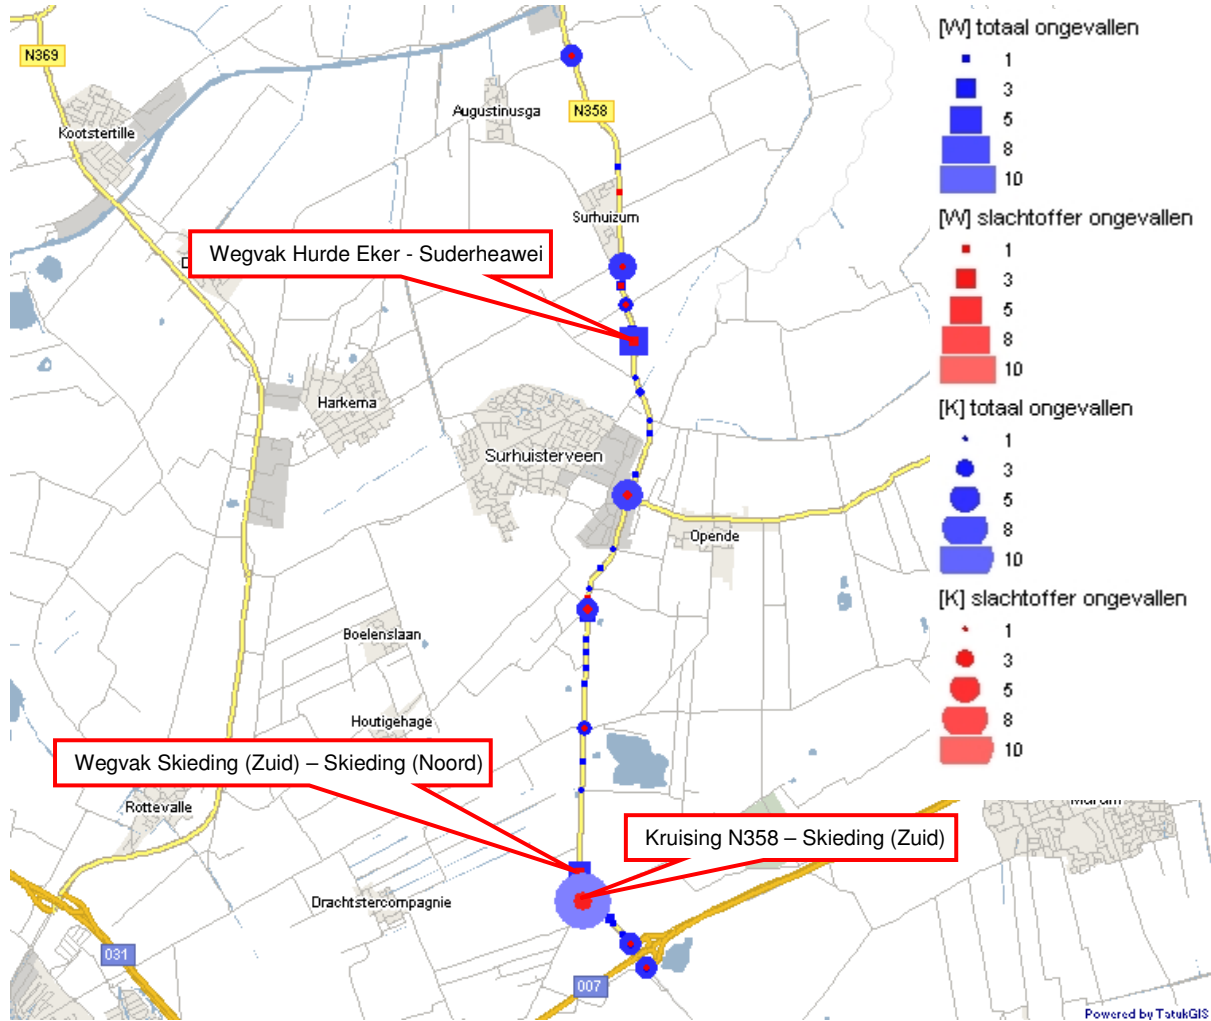 N369
Kootstertille
Augustinusga
N358
Surhuizum
Wegvak Hurde Eker - Suderheawei
D
Harkema
Surhuisterveen
Opende
Boelenslaan
Houtigehage
Wegvak Skieding (Zuid) – Skieding (Noord)
Rottevalle
Kruising N358 – Skieding (Zuid)
Drachtstercompagnie
031
007
[W] totaal ongevallen
1
3
5
8
10
[W] slachtoffer ongevallen
1
3
5
8
10
[K] totaal ongevallen
1
3
5
8
10
[K] slachtoffer ongevallen
1
3
5
8
10
Marum
Powered by TatukGIS